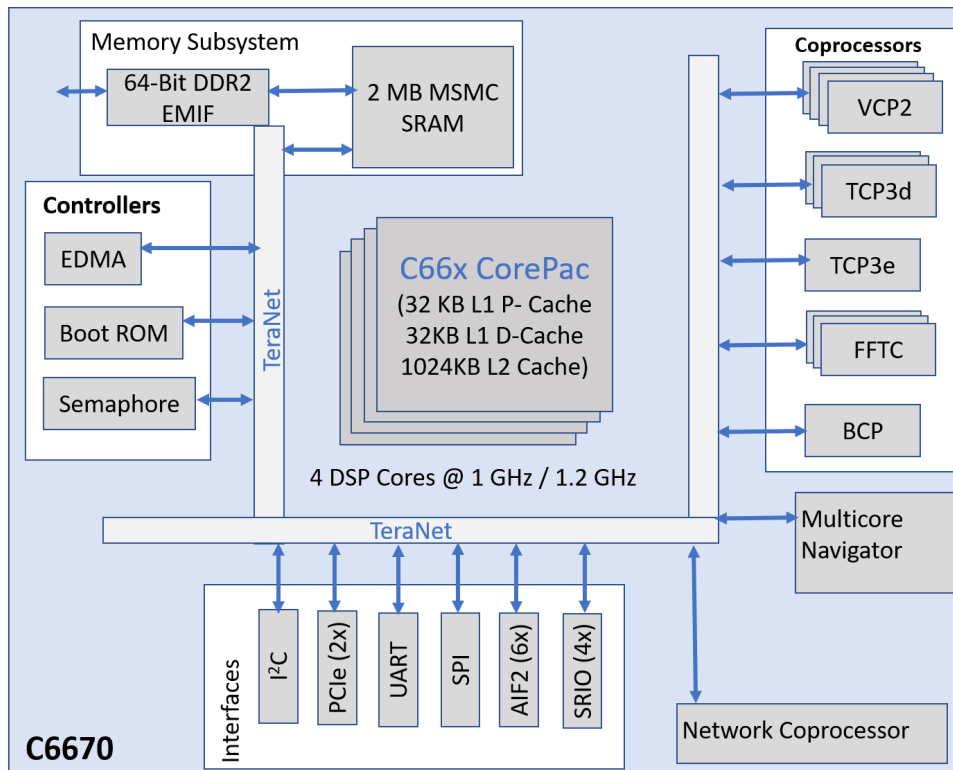 Memory Subsystem
64-Bit DDR2
EMIF
2 MB MSMC
SRAM
Coprocessors
VCP2
TCP3d
TCP3e
FFTC
BCP
Controllers
EDMA
Boot ROM
Semaphore
TeraNet
C66x CorePac
(32 KB L1 P- Cache
32KB L1 D-Cache
1024KB L2 Cache)
4 DSP Cores @ 1 GHz / 1.2 GHz
TeraNet
Multicore
Navigator
Interfaces
I²C
PCIe (2x)
UART
SPI
AIF2 (6x)
SRIO (4x)
Network Coprocessor
C6670